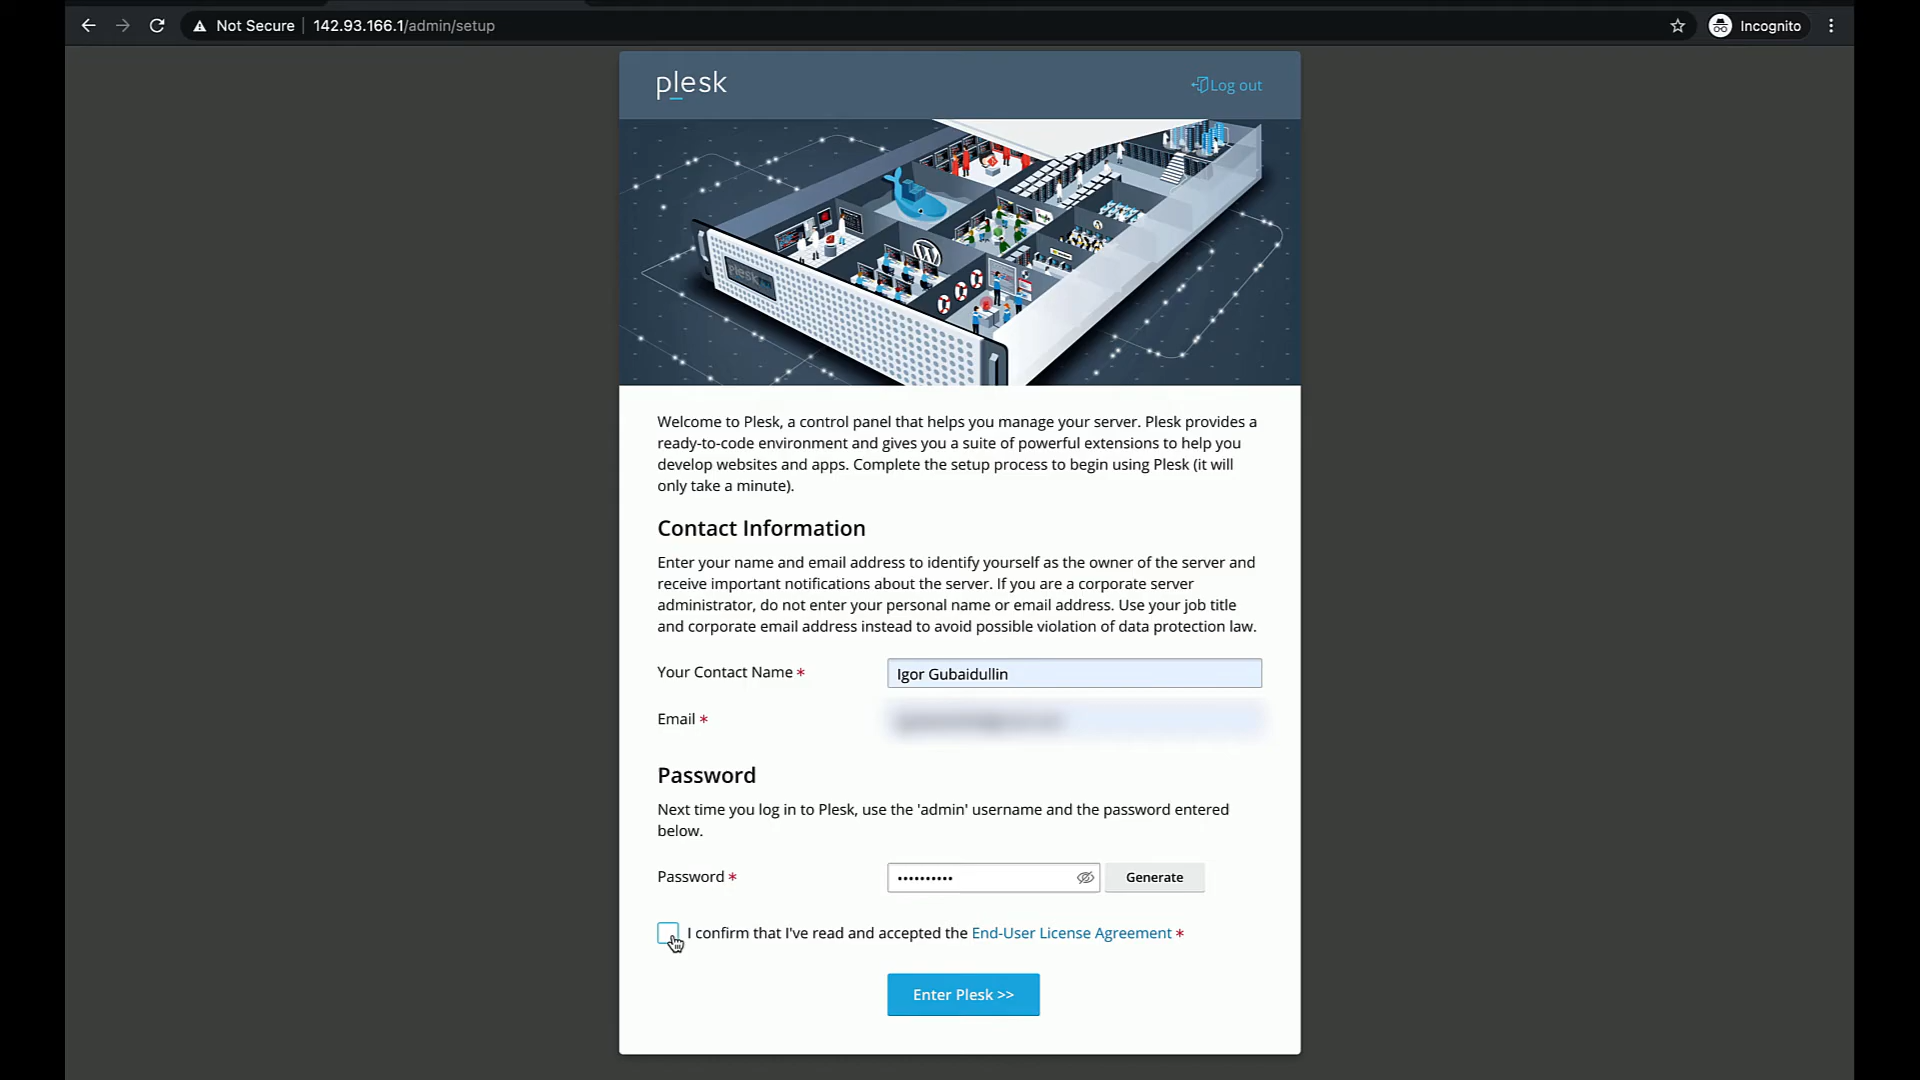 Not Secure
142.93.166.1/admin/setup
Incognito
plesk
Log out
plesk
Welcome to Plesk, a control panel that helps you manage your server. Plesk provides a
ready-to-code environment and gives you a suite of powerful extensions to help you
develop websites and apps. Complete the setup process to begin using Plesk (it will
only take a minute).
Contact Information
Enter your name and email address to identify yourself as the owner of the server and
receive important notifications about the server. If you are a corporate server
administrator, do not enter your personal name or email address. Use your job title
and corporate email address instead to avoid possible violation of data protection law.
Your Contact Name *
Igor Gubaidullin
Email *
Password
Next time you log in to Plesk, use the 'admin' username and the password entered
below.
Password *
••••••••••
Generate
I confirm that I've read and accepted the End-User License Agreement *
Enter Plesk >>